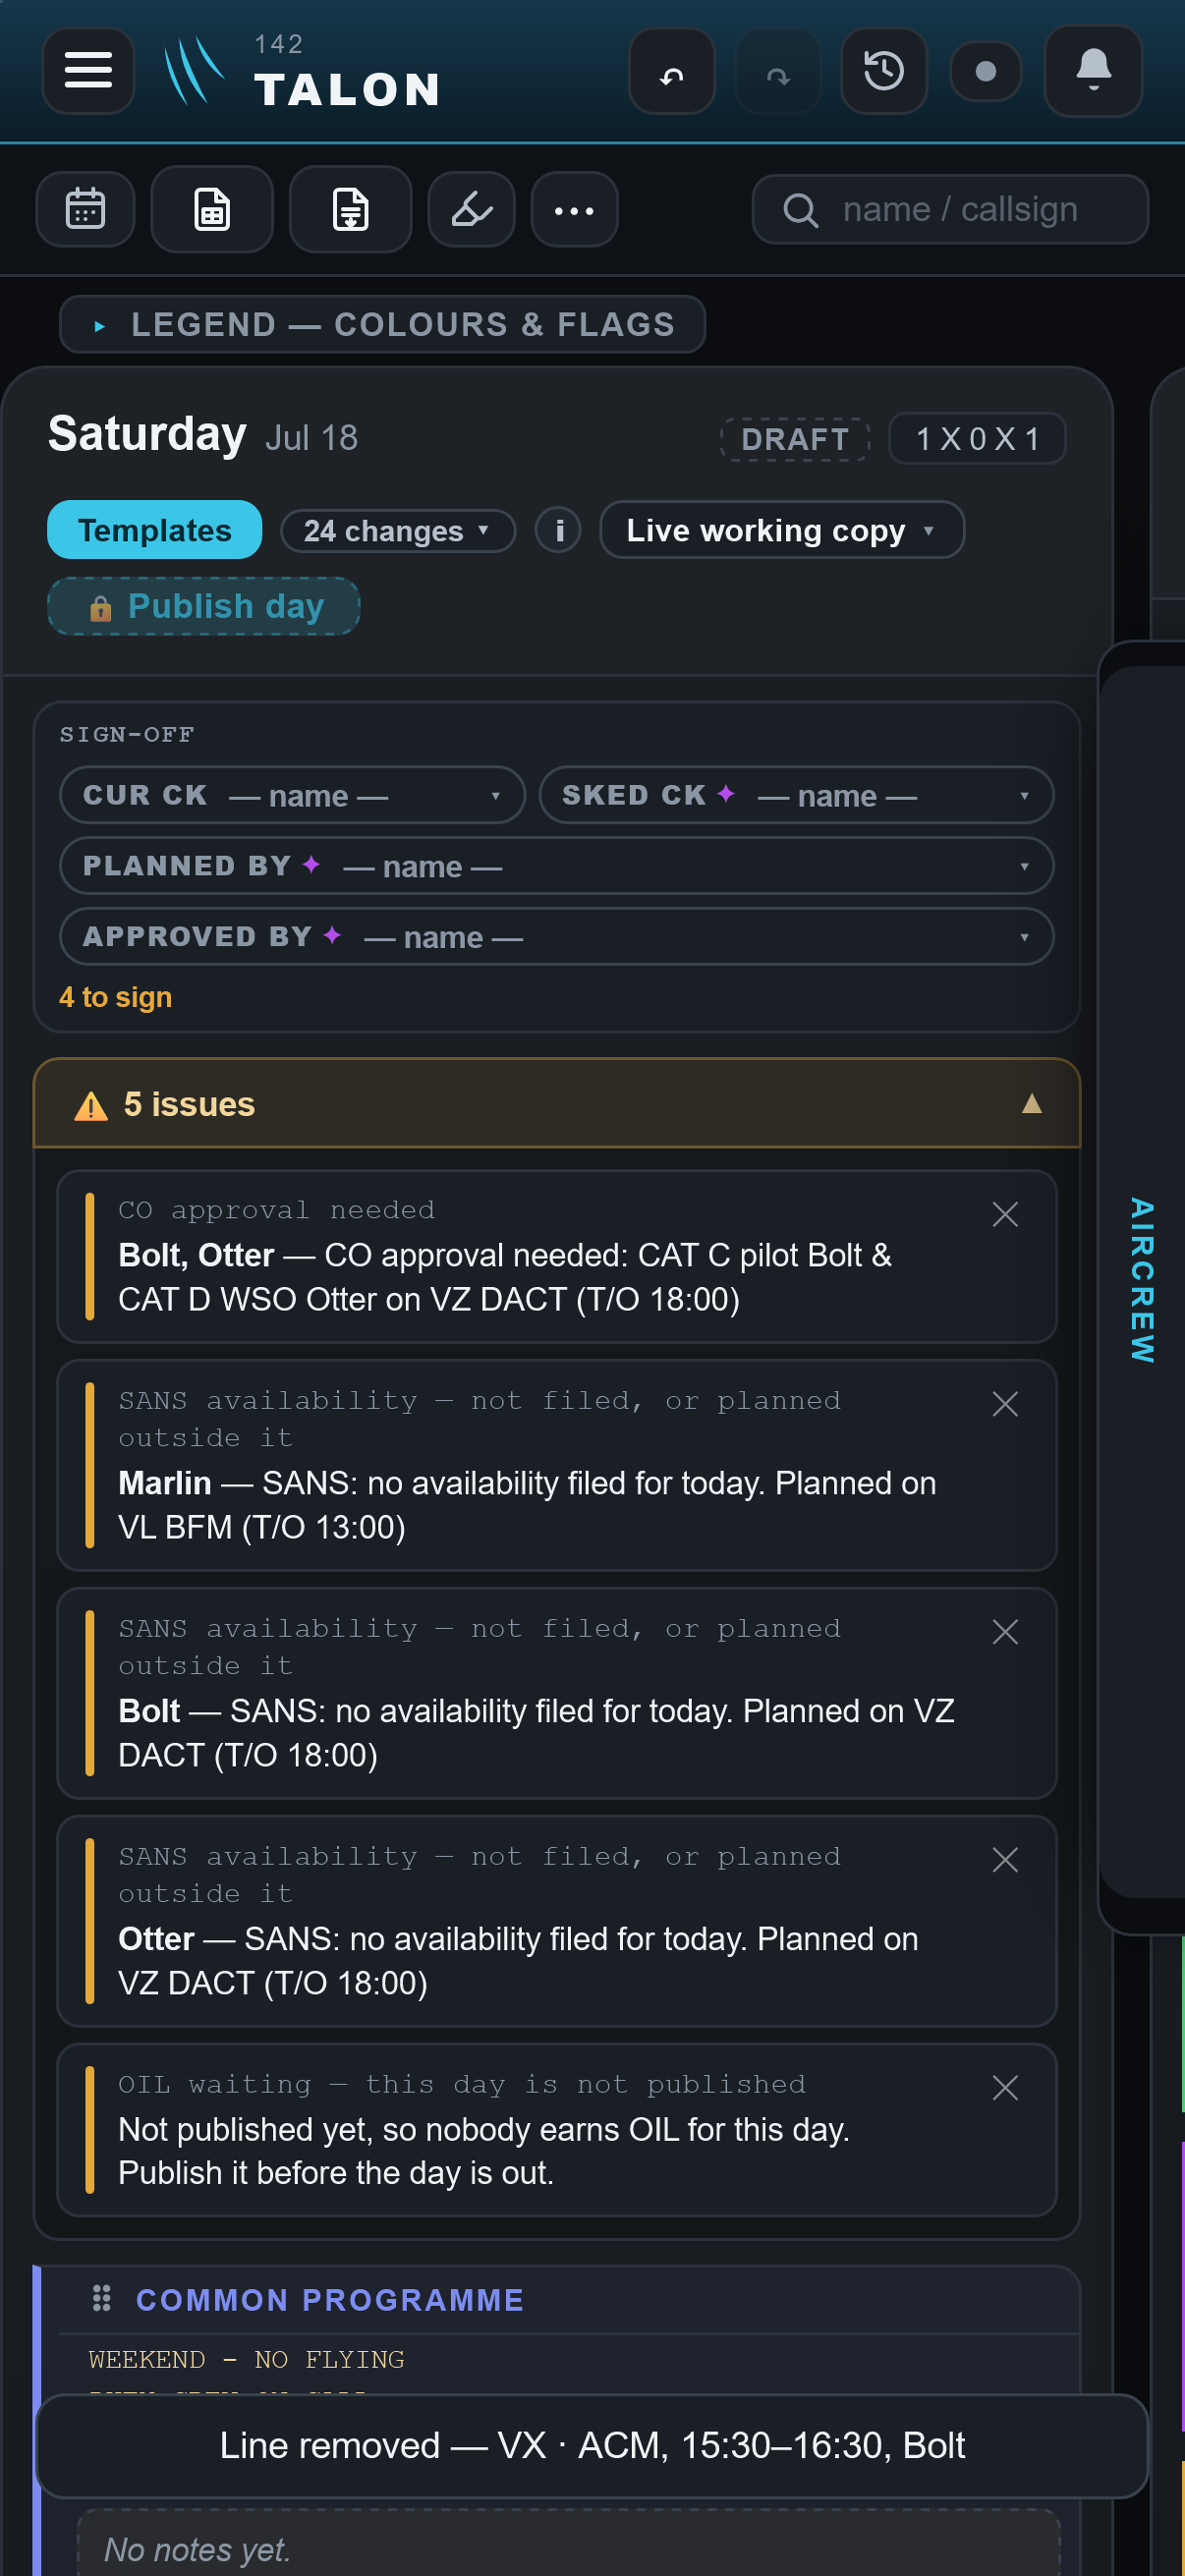 142
TALON
name / callsign
▸ LEGEND — COLOURS & FLAGS
Saturday Jul 18
DRAFT
1 X 0 X 1
Templates
24 changes ▾
i
Live working copy ▾
🔒 Publish day
SIGN-OFF
CUR CK — name — ▾
SKED CK ✦ — name — ▾
PLANNED BY ✦ — name — ▾
APPROVED BY ✦ — name — ▾
4 to sign
⚠️ 5 issues ▲
CO approval needed
Bolt, Otter — CO approval needed: CAT C pilot Bolt &
CAT D WSO Otter on VZ DACT (T/O 18:00)
SANS availability — not filed, or planned
outside it
Marlin — SANS: no availability filed for today. Planned on
VL BFM (T/O 13:00)
SANS availability — not filed, or planned
outside it
Bolt — SANS: no availability filed for today. Planned on VZ
DACT (T/O 18:00)
SANS availability — not filed, or planned
outside it
Otter — SANS: no availability filed for today. Planned on
VZ DACT (T/O 18:00)
OIL waiting — this day is not published
Not published yet, so nobody earns OIL for this day.
Publish it before the day is out.
AIRCREW
COMMON PROGRAMME
WEEKEND - NO FLYING
Line removed — VX · ACM, 15:30–16:30, Bolt
No notes yet.